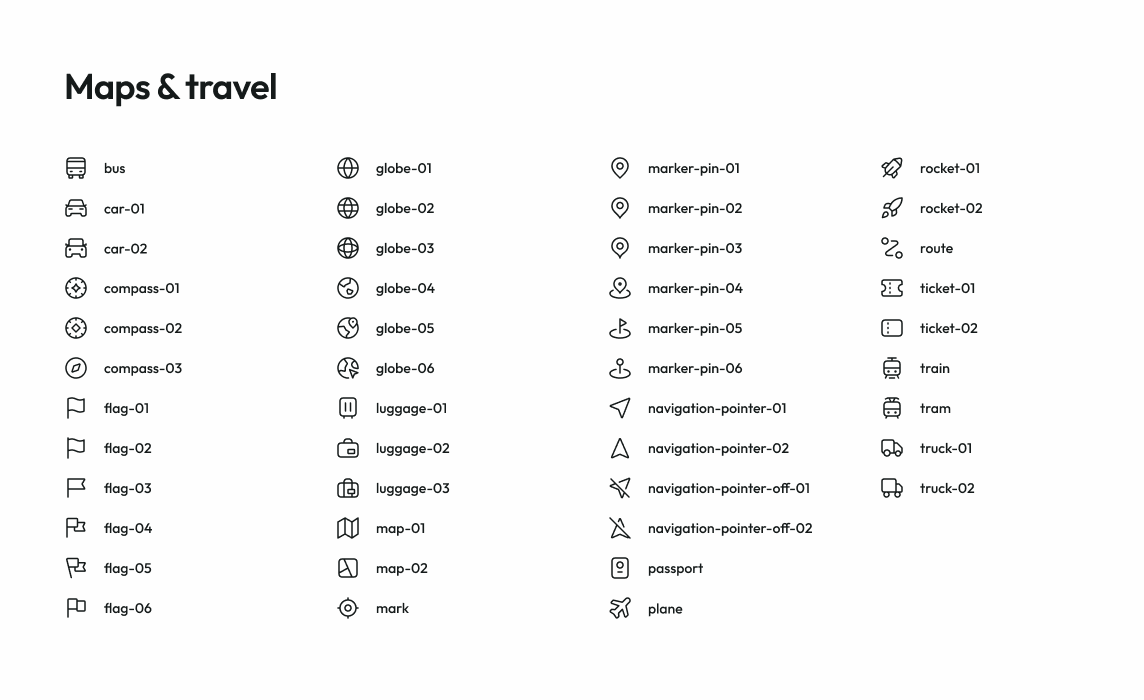 Maps & travel
bus
car-01
car-02
compass-01
compass-02
compass-03
flag-01
flag-02
flag-03
flag-04
flag-05
flag-06
globe-01
globe-02
globe-03
globe-04
globe-05
globe-06
luggage-01
luggage-02
luggage-03
map-01
map-02
mark
marker-pin-01
marker-pin-02
marker-pin-03
marker-pin-04
marker-pin-05
marker-pin-06
navigation-pointer-01
navigation-pointer-02
navigation-pointer-off-01
navigation-pointer-off-02
passport
plane
rocket-01
rocket-02
route
ticket-01
ticket-02
train
tram
truck-01
truck-02